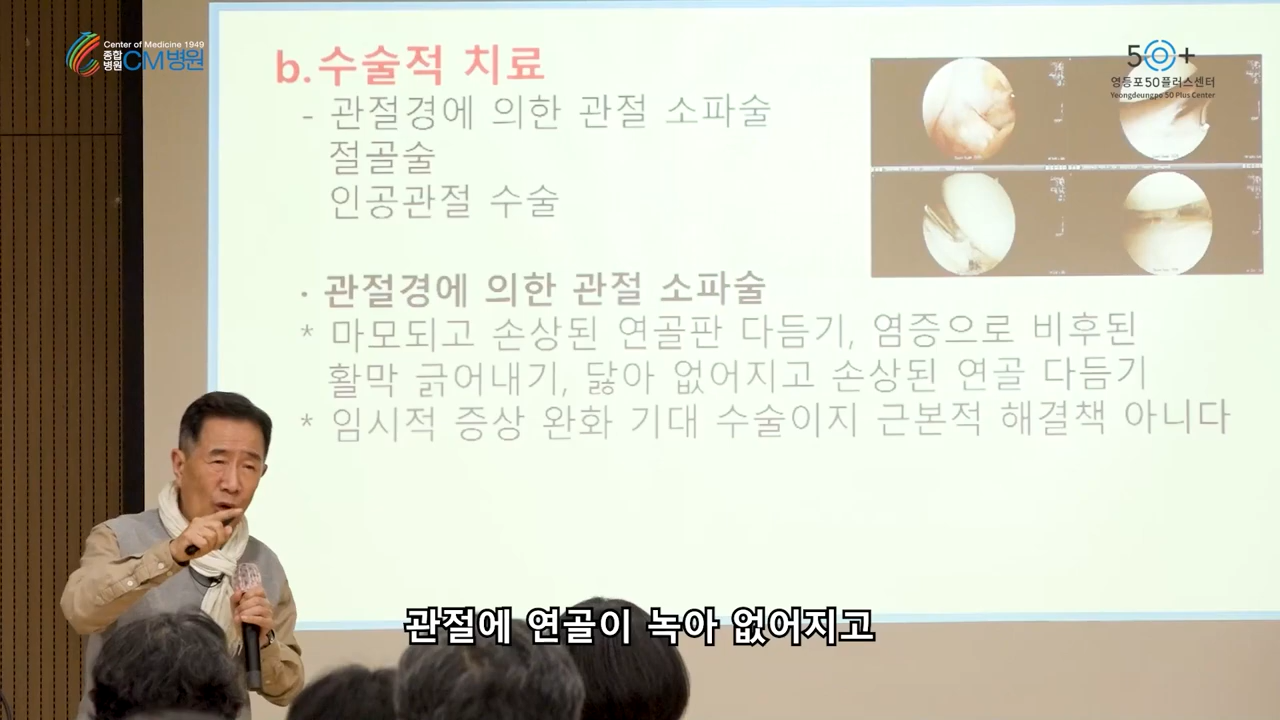 Center of Medicine 1949
종합
병원 CM병원
50+
영등포50플러스센터
Yeongdeungpo 50 Plus Center
b.수술적 치료
- 관절경에 의한 관절 소파술
절골술
인공관절 수술
· 관절경에 의한 관절 소파술
* 마모되고 손상된 연골판 다듬기, 염증으로 비후된
활막 긁어내기, 닳아 없어지고 손상된 연골 다듬기
* 임시적 증상 완화 기대 수술이지 근본적 해결책 아니다
관절에 연골이 녹아 없어지고